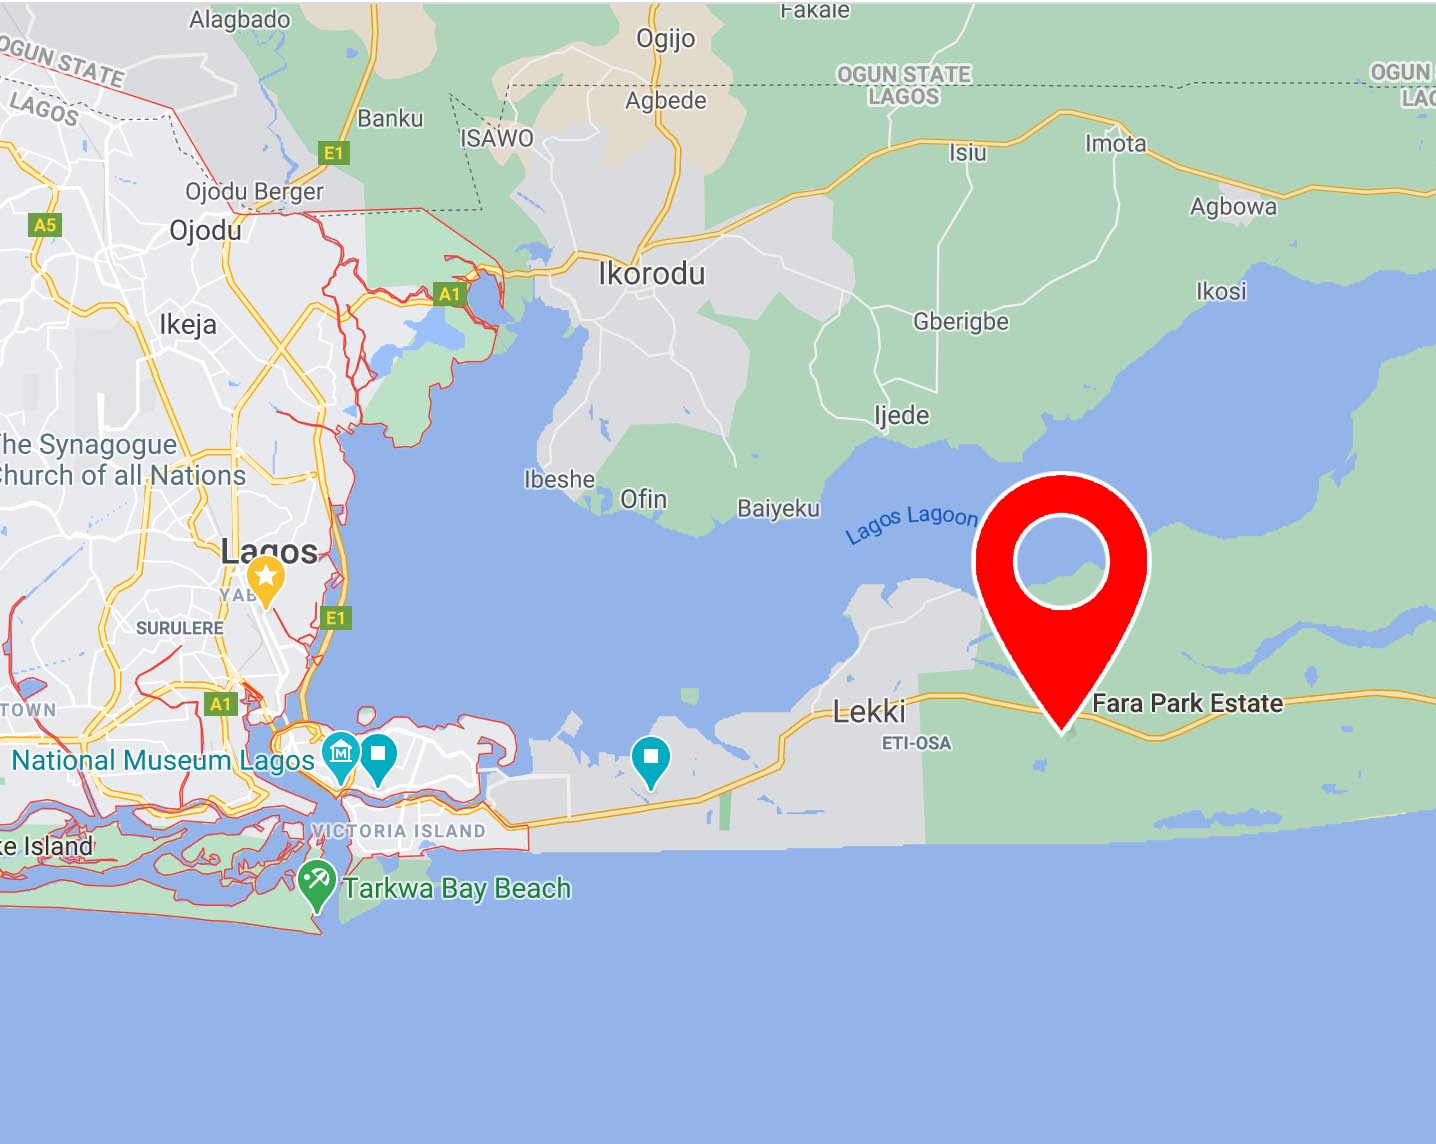 Alagbado
Fakale
Ogijo
OGUN STATE
LAGOS
OGUN STATE
LAGOS
OGUN
Agbede
Banku
ISAWO
E1
Isiu
Imota
Ojodu Berger
Agbowa
A5
Ojodu
Ikorodu
A1
Ikosi
Ikeja
Gberigbe
Ijede
he Synagogue
hurch of all Nations
Ibeshe
Ofin
Baiyeku
Lagos Lagoon
Lagos
YAB
E1
SURULERE
A1
TOWN
Lekki
Fara Park Estate
ETI-OSA
National Museum Lagos
M
VICTORIA ISLAND
ke Island
Tarkwa Bay Beach